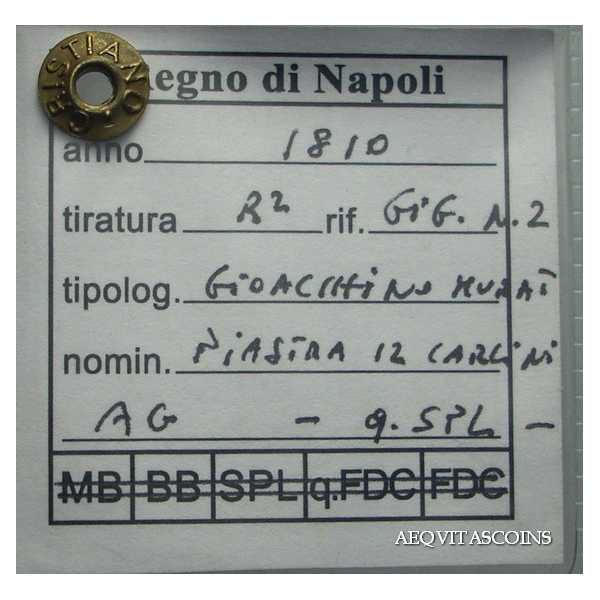 CRISTIANO
Regno di Napoli
anno 1810
tiratura R2 rif. GiG. N.2
tipolog. GiOACCHiNO MURAT
nomin. PiASTRA 12 CARLiNi
AG - q.SPL -
MB BB SPL q.FDC FDC
AEQVITASCOINS